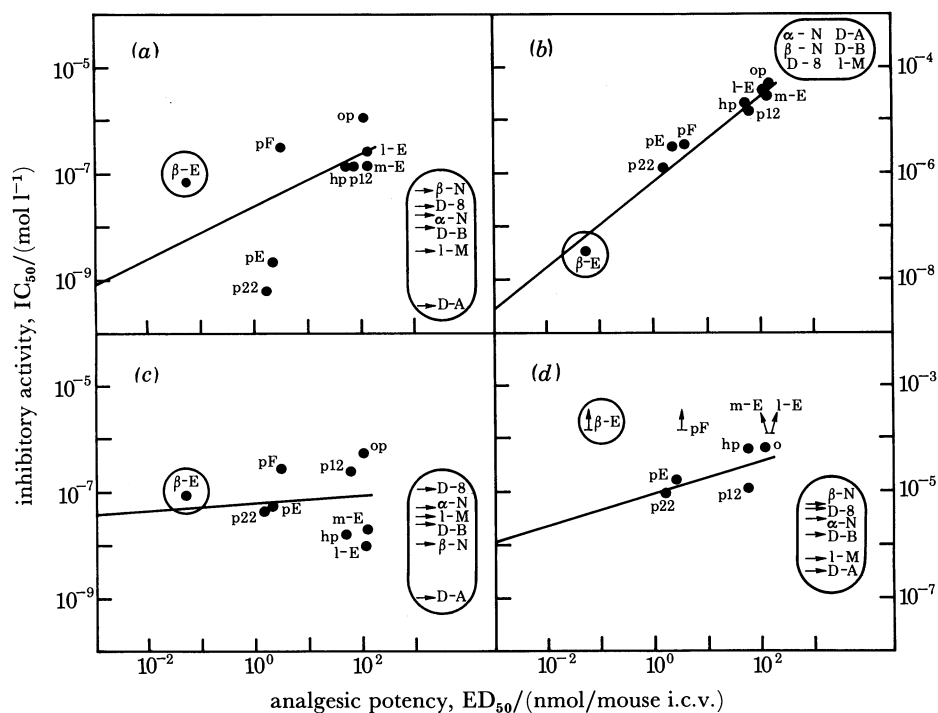 (a)
10⁻⁵
10⁻⁷
10⁻⁹
op
pF
l-E
β-E
m-E
hp p12
pE
p22
β-N
D-8
α-N
D-B
l-M
D-A
(b)
α-N D-A
β-N D-B
D-8 l-M
op
l-E
m-E
hp
p12
pE
pF
p22
β-E
10⁻⁴
10⁻⁶
10⁻⁸
(c)
10⁻⁵
10⁻⁷
10⁻⁹
op
pF
p12
β-E
p22
pE
m-E
hp
l-E
D-8
α-N
l-M
D-B
β-N
D-A
10⁻² 10⁰ 10²
(d)
β-E
pF
m-E l-E
hp
o
pE
p22
p12
β-N
D-8
α-N
D-B
l-M
D-A
10⁻³
10⁻⁵
10⁻⁷
10⁻² 10⁰ 10²
inhibitory activity, IC₅₀/(mol l⁻¹)
analgesic potency, ED₅₀/(nmol/mouse i.c.v.)